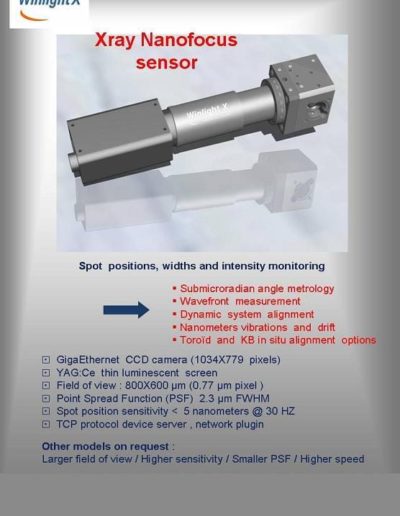 Winlight X
Xray Nanofocus
sensor
Winlight X
Spot positions, widths and intensity monitoring
Submicroradian angle metrology
Wavefront measurement
Dynamic system alignment
Nanometers vibrations and drift
Toroïd and KB in situ alignment options
GigaEthernet CCD camera (1034X779 pixels)
YAG:Ce thin luminescent screen
Field of view : 800X600 µm (0.77 µm pixel )
Point Spread Function (PSF) 2.3 µm FWHM
Spot position sensitivity < 5 nanometers @ 30 HZ
TCP protocol device server , network plugin
Other models on request :
Larger field of view / Higher sensitivity / Smaller PSF / Higher speed